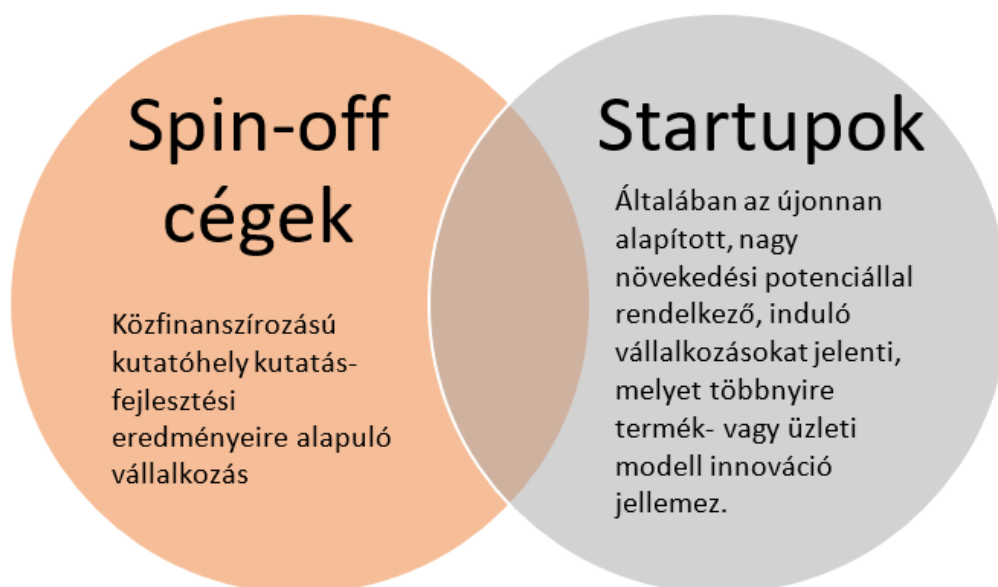 Spin-off
cégek
Közfinanszírozású
kutatóhely kutatás-
fejlesztési
eredményeire alapuló
vállalkozás
Startupok
Általában az újonnan
alapított, nagy
növekedési potenciállal
rendelkező, induló
vállalkozásokat jelenti,
melyet többnyire
termék- vagy üzleti
modell innováció
jellemez.